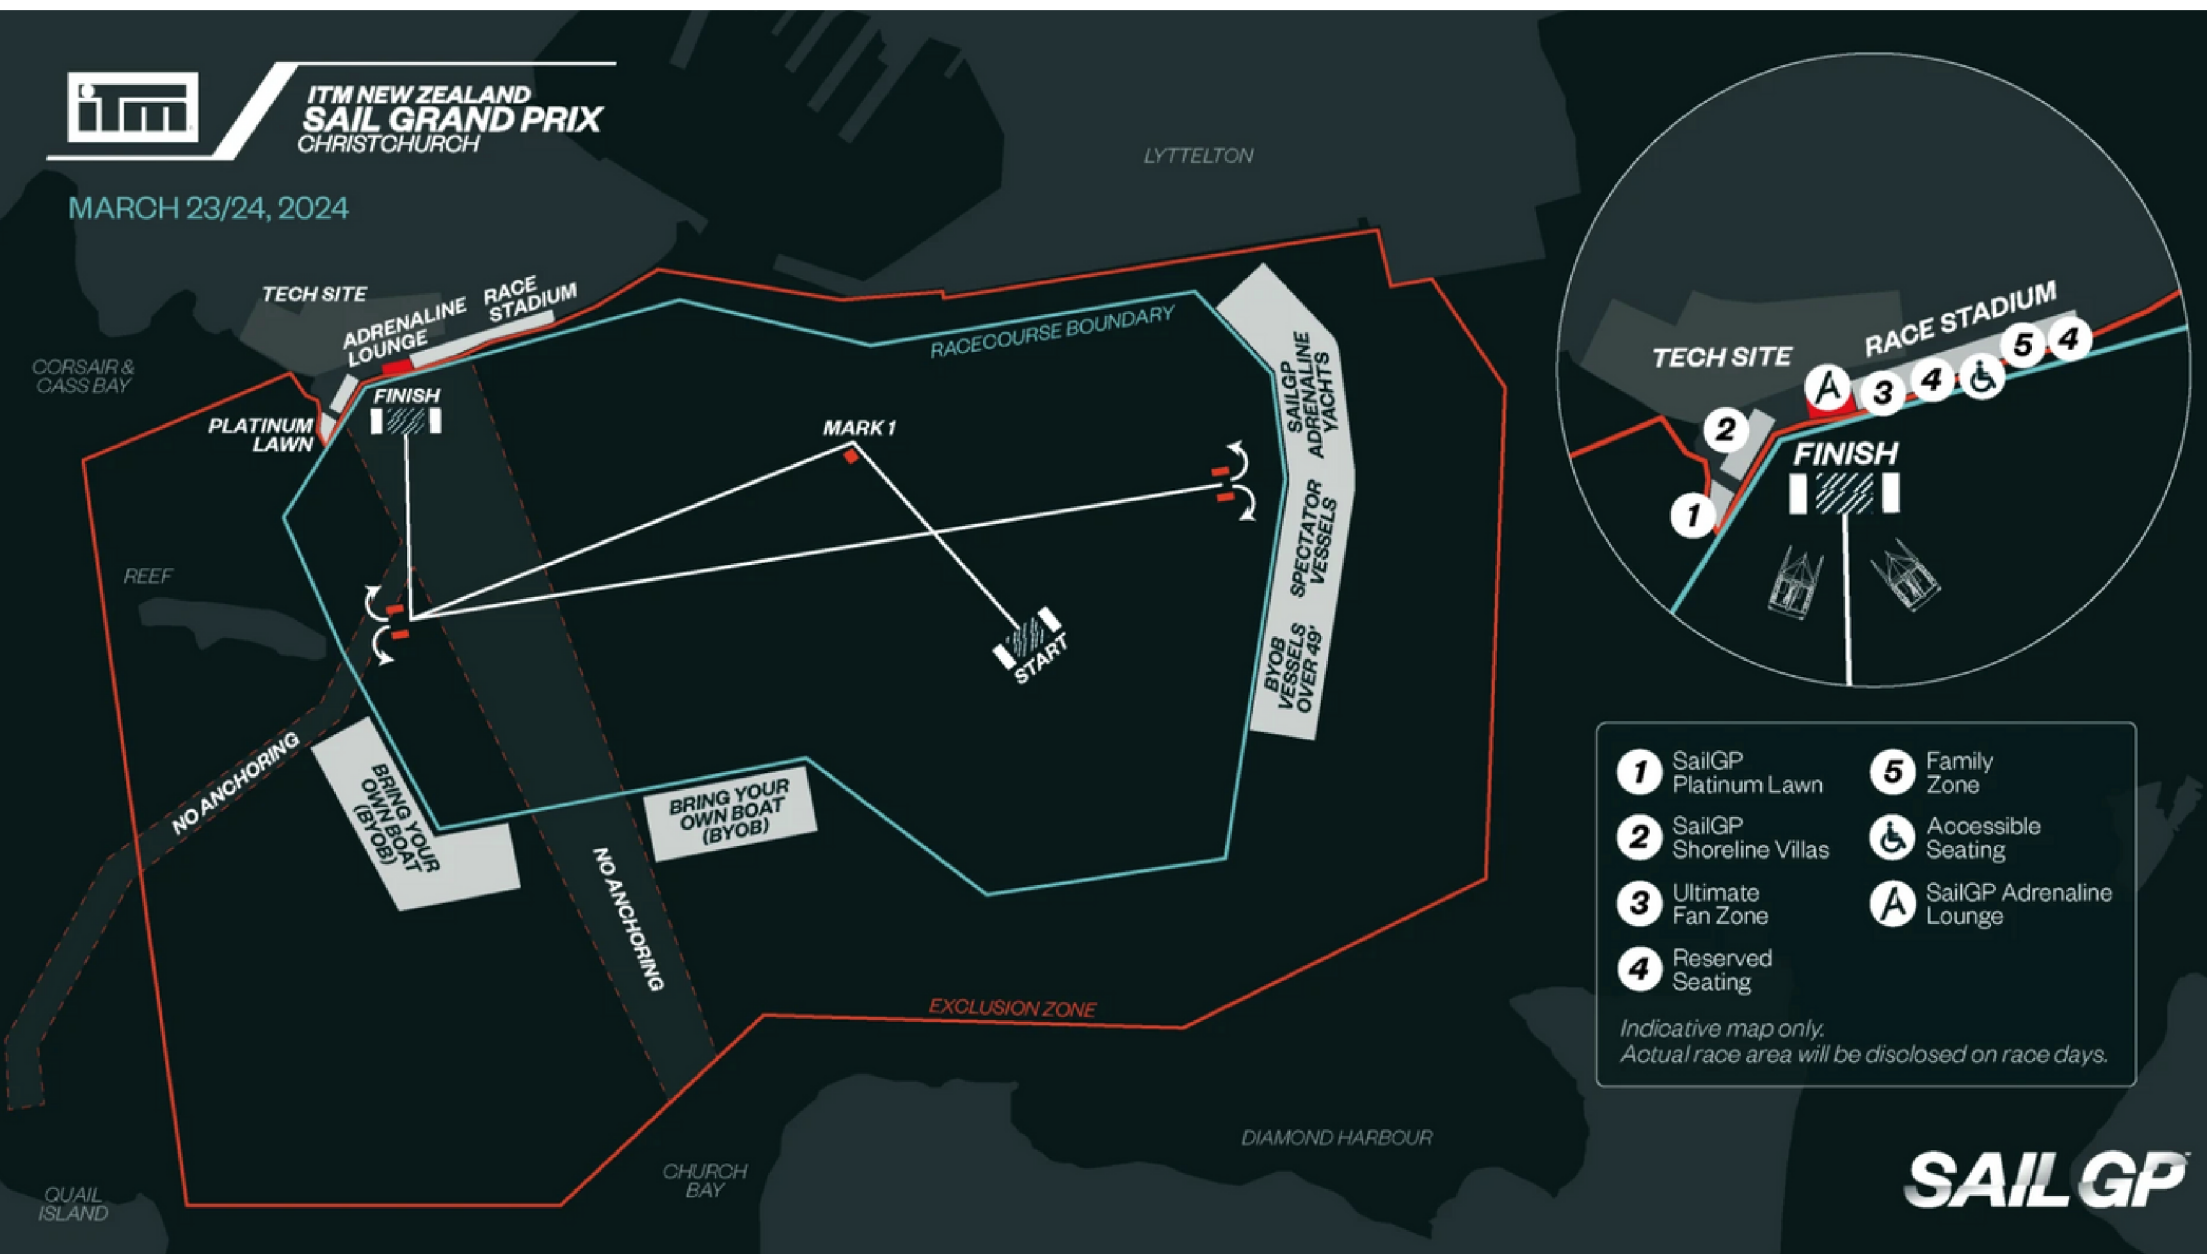 itm
ITM NEW ZEALAND
SAIL GRAND PRIX
CHRISTCHURCH
MARCH 23/24, 2024
LYTTELTON
TECH SITE
ADRENALINE
LOUNGE
RACE
STADIUM
CORSAIR &
CASS BAY
PLATINUM
LAWN
FINISH
MARK 1
RACECOURSE BOUNDARY
SAILGP
ADRENALINE
YACHTS
SPECTATOR
VESSELS
BYOB
VESSELS
OVER 49'
START
REEF
NO ANCHORING
BRING YOUR
OWN BOAT
(BYOB)
BRING YOUR
OWN BOAT
(BYOB)
NO ANCHORING
EXCLUSION ZONE
DIAMOND HARBOUR
CHURCH
BAY
QUAIL
ISLAND
RACE STADIUM
TECH SITE
A
3
4
5
4
2
1
FINISH
1 SailGP
Platinum Lawn
2 SailGP
Shoreline Villas
3 Ultimate
Fan Zone
4 Reserved
Seating
5 Family
Zone
Accessible
Seating
A SailGP Adrenaline
Lounge
Indicative map only.
Actual race area will be disclosed on race days.
SAIL GP